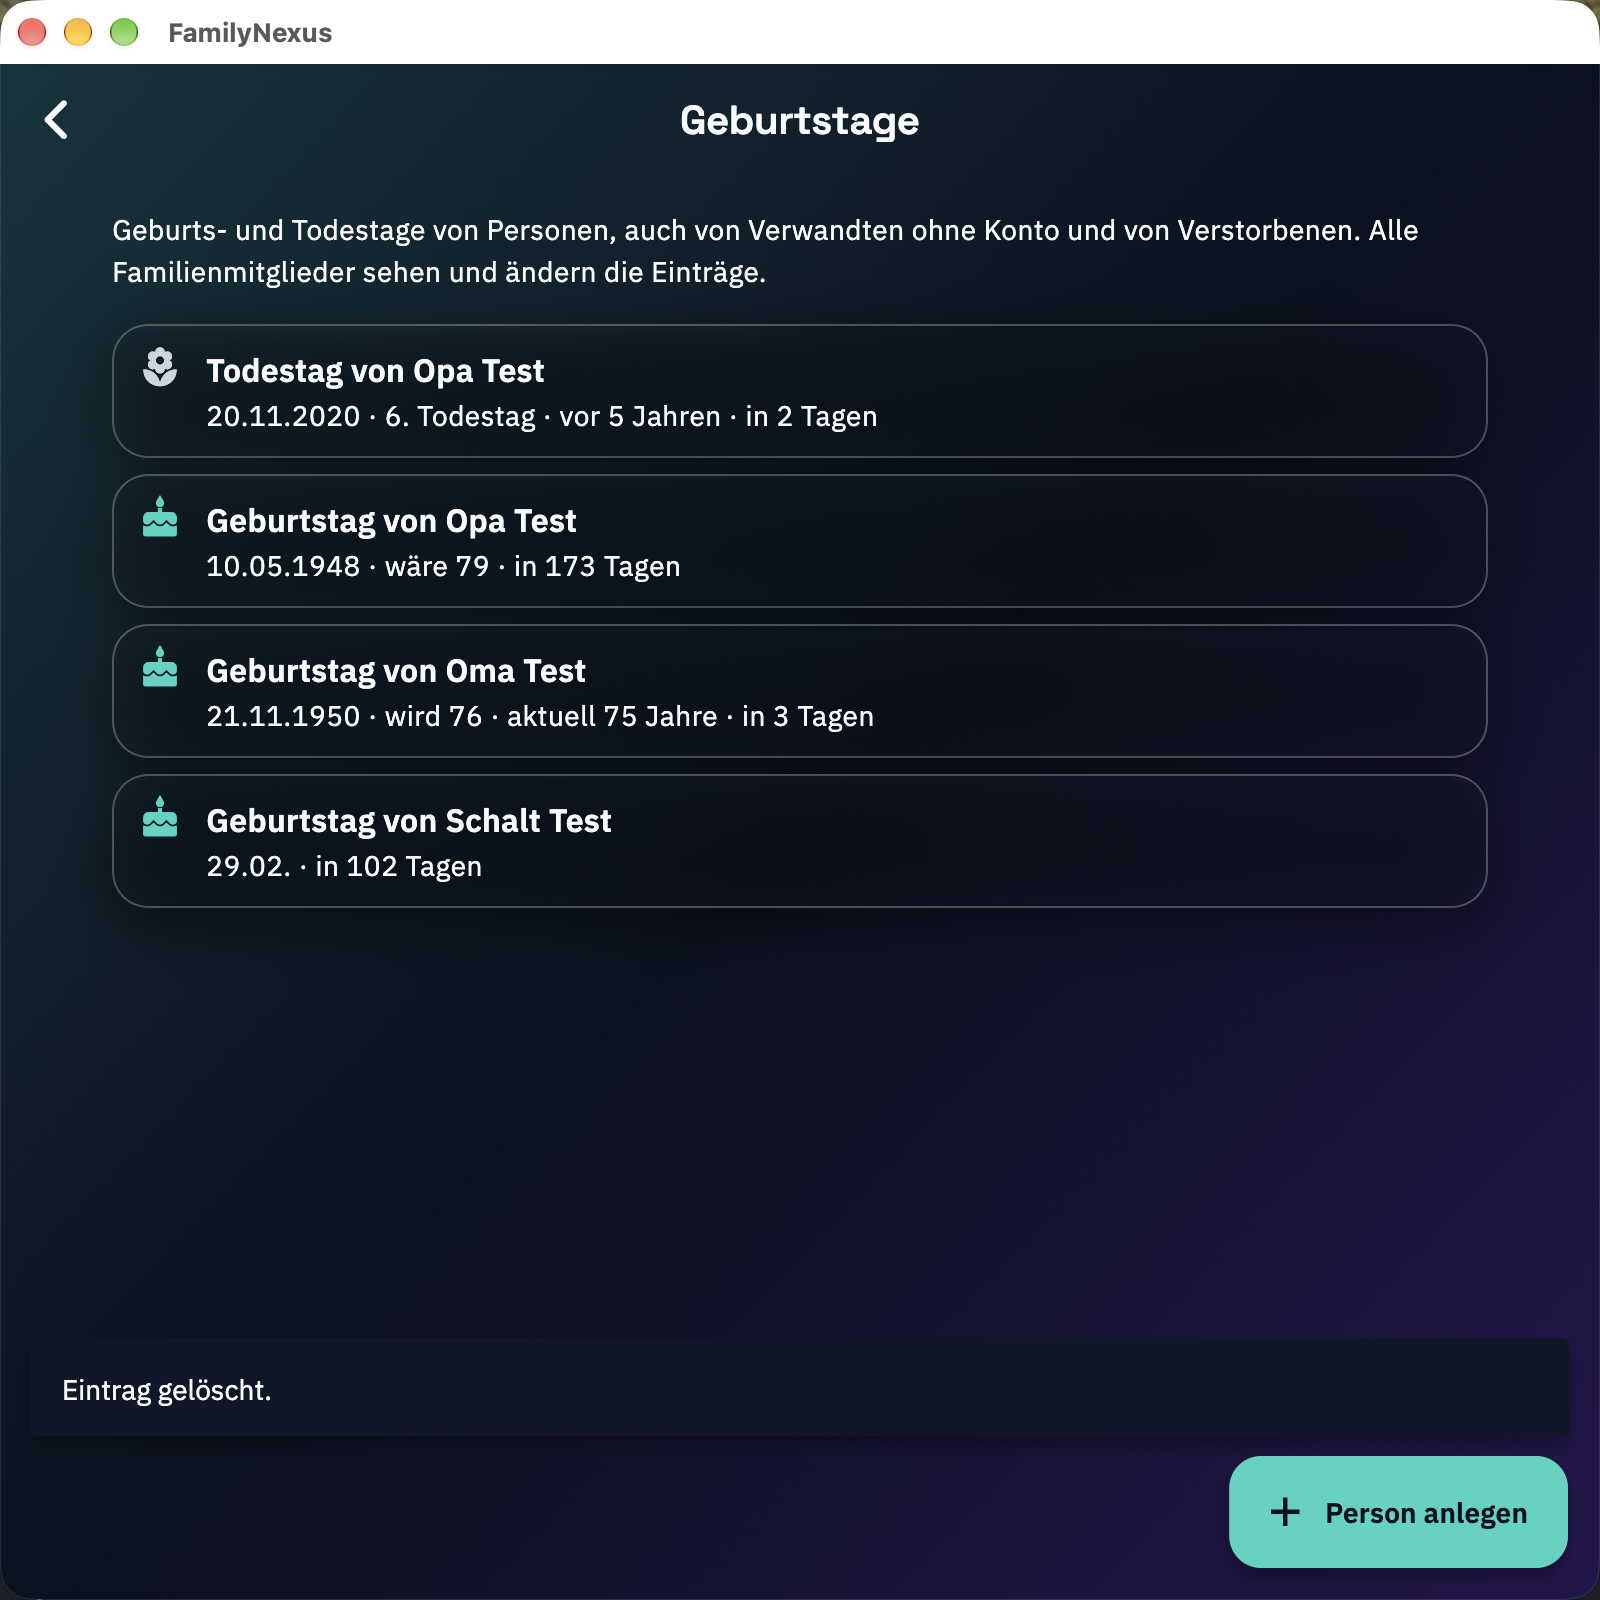 FamilyNexus
Geburtstage
Geburts- und Todestage von Personen, auch von Verwandten ohne Konto und von Verstorbenen. Alle
Familienmitglieder sehen und ändern die Einträge.
Todestag von Opa Test
20.11.2020 · 6. Todestag · vor 5 Jahren · in 2 Tagen
Geburtstag von Opa Test
10.05.1948 · wäre 79 · in 173 Tagen
Geburtstag von Oma Test
21.11.1950 · wird 76 · aktuell 75 Jahre · in 3 Tagen
Geburtstag von Schalt Test
29.02. · in 102 Tagen
Eintrag gelöscht.
Person anlegen